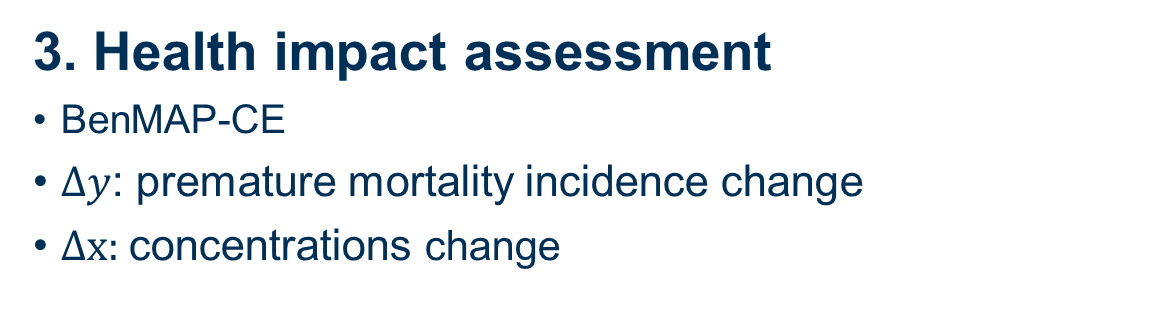 3. Health impact assessment
• BenMAP-CE
• Δy: premature mortality incidence change
• Δx: concentrations change